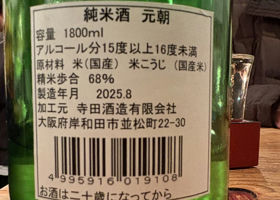 純米酒 元朝
容量 1800ml
アルコール分15度以上16度未満
原材料 米(国産) 米こうじ(国産米)
精米歩合 68%
製造年月 2025.8
加工元 寺田酒造有限会社
大阪府岸和田市並松町22-30
4995916019108
お酒は二十歳になってから